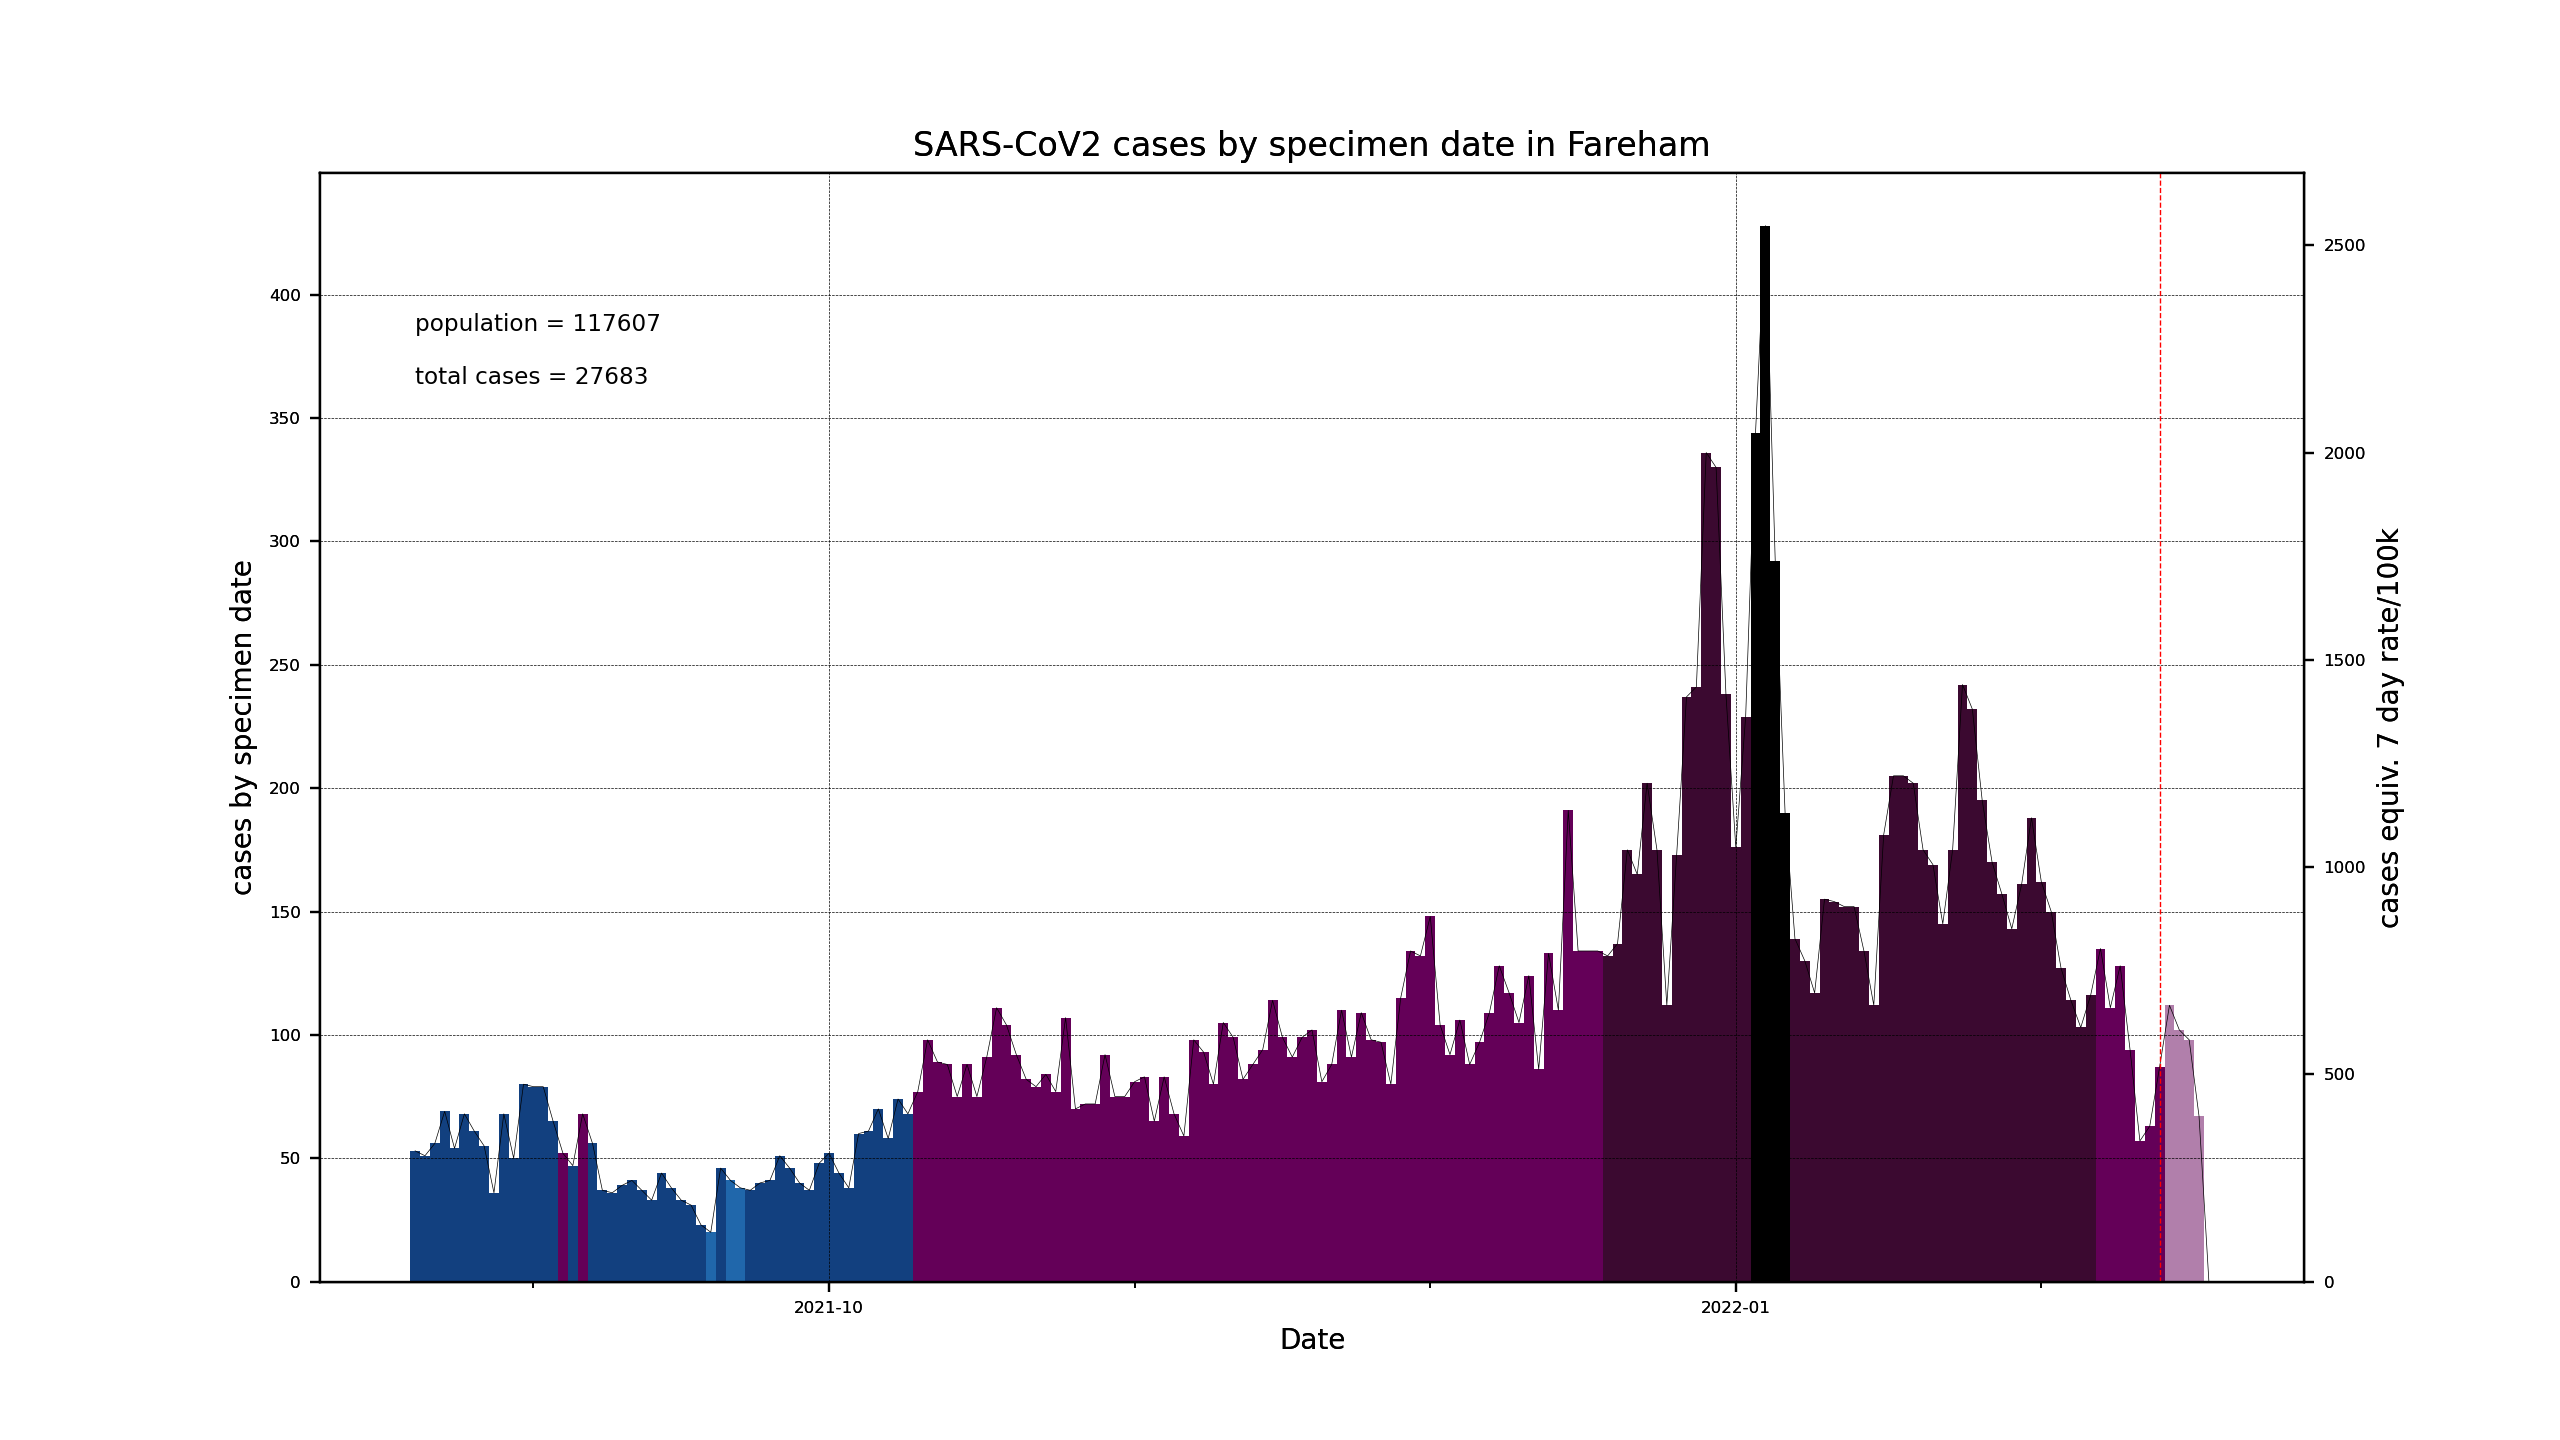 SARS-CoV2 cases by specimen date in Fareham
population = 117607
total cases = 27683
cases by specimen date
400
350
300
250
200
150
100
50
0
2500
2000
1500
1000
500
0
cases equiv. 7 day rate/100k
2021-10
2022-01
Date